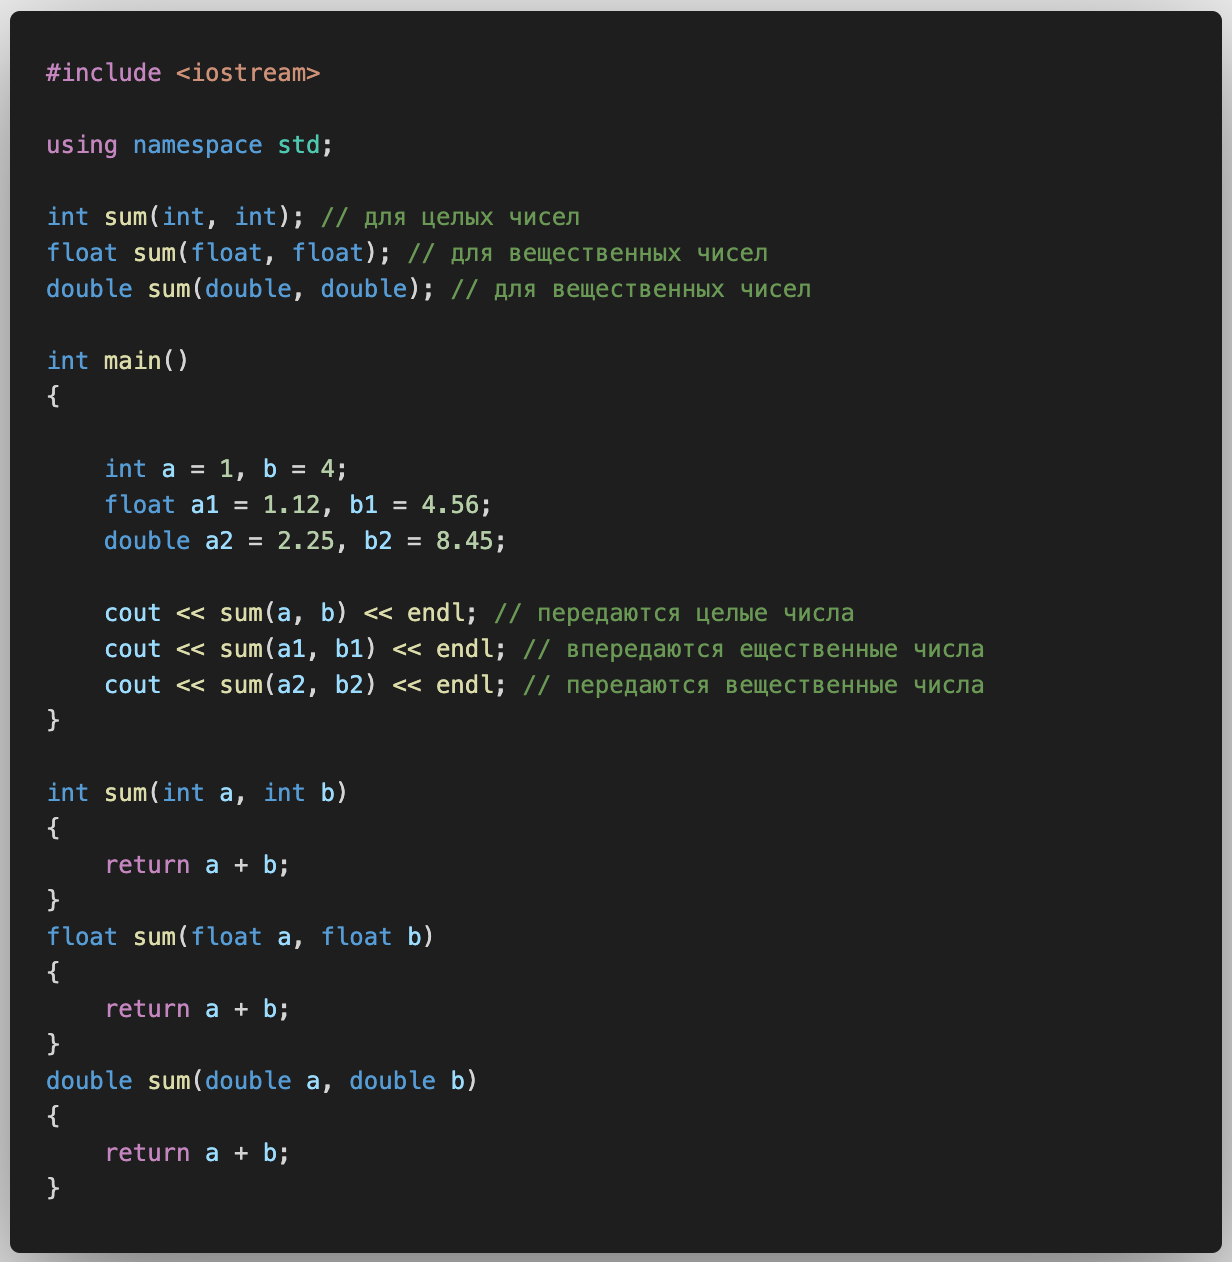 #include <iostream>
using namespace std;
int sum(int, int); // для целых чисел
float sum(float, float); // для вещественных чисел
double sum(double, double); // для вещественных чисел
int main()
{
    int a = 1, b = 4;
    float a1 = 1.12, b1 = 4.56;
    double a2 = 2.25, b2 = 8.45;
    cout << sum(a, b) << endl; // передаются целые числа
    cout << sum(a1, b1) << endl; // впередаются ещественные числа
    cout << sum(a2, b2) << endl; // передаются вещественные числа
}
int sum(int a, int b)
{
    return a + b;
}
float sum(float a, float b)
{
    return a + b;
}
double sum(double a, double b)
{
    return a + b;
}